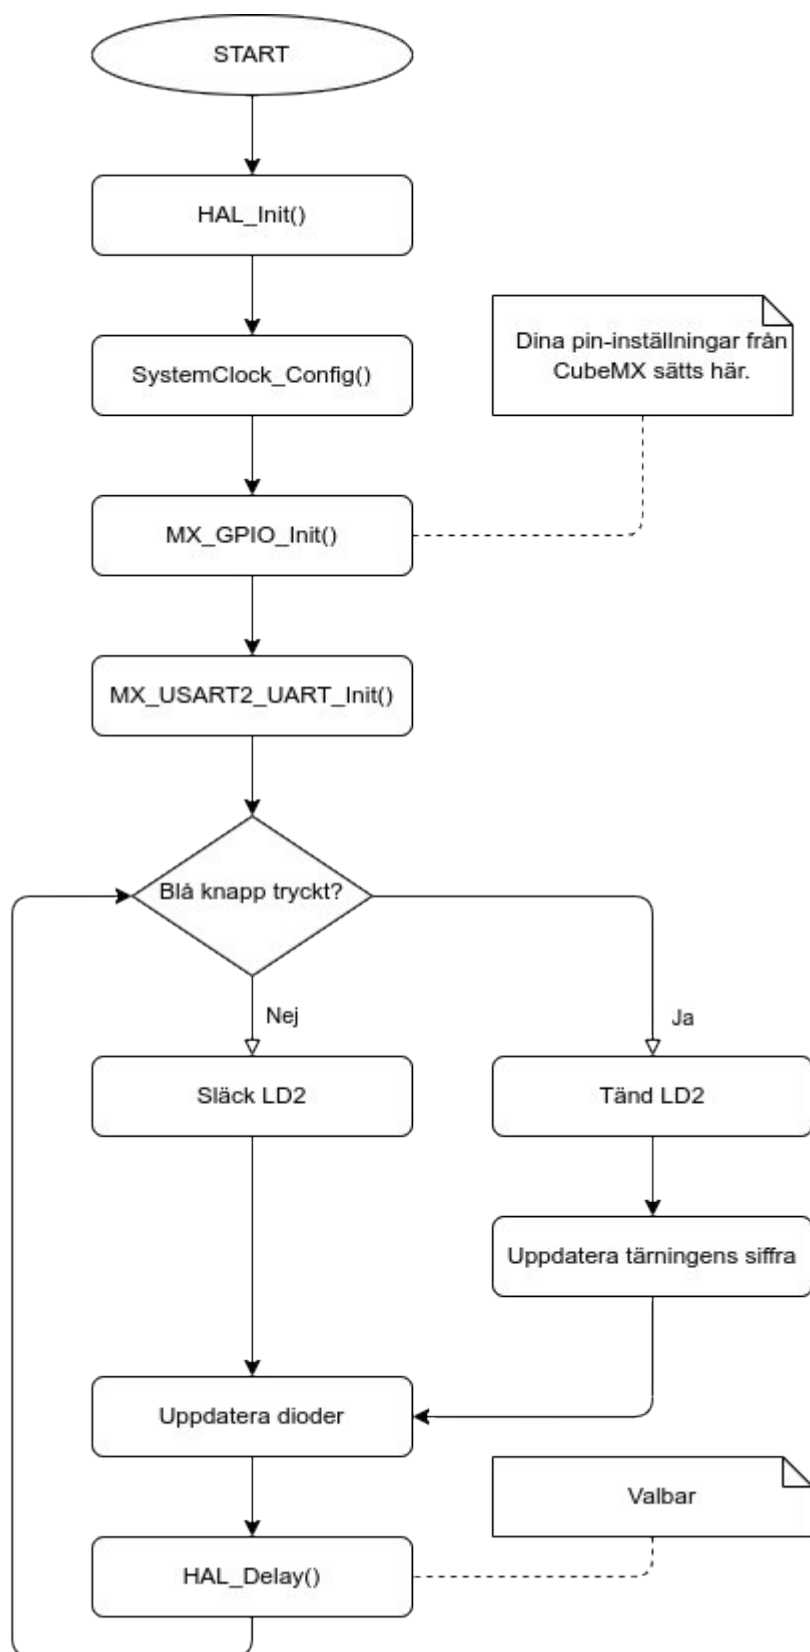 START
HAL_Init()
SystemClock_Config()
Dina pin-inställningar från
CubeMX sätts här.
MX_GPIO_Init()
MX_USART2_UART_Init()
Blå knapp tryckt?
Nej
Ja
Släck LD2
Tänd LD2
Uppdatera tärningens siffra
Uppdatera dioder
Valbar
HAL_Delay()